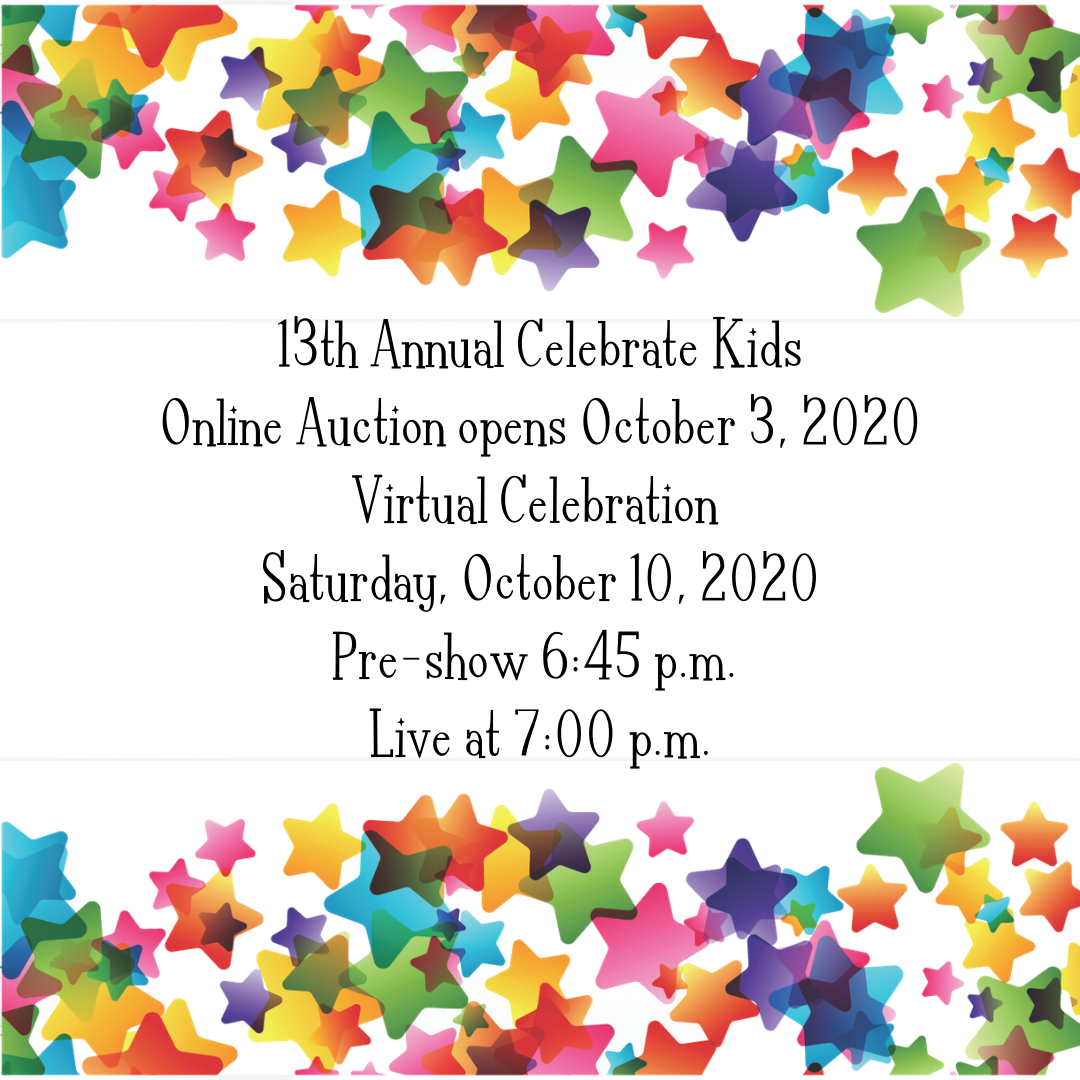 13th Annual Celebrate Kids
Online Auction opens October 3, 2020
Virtual Celebration
Saturday, October 10, 2020
Pre-show 6:45 p.m.
Live at 7:00 p.m.